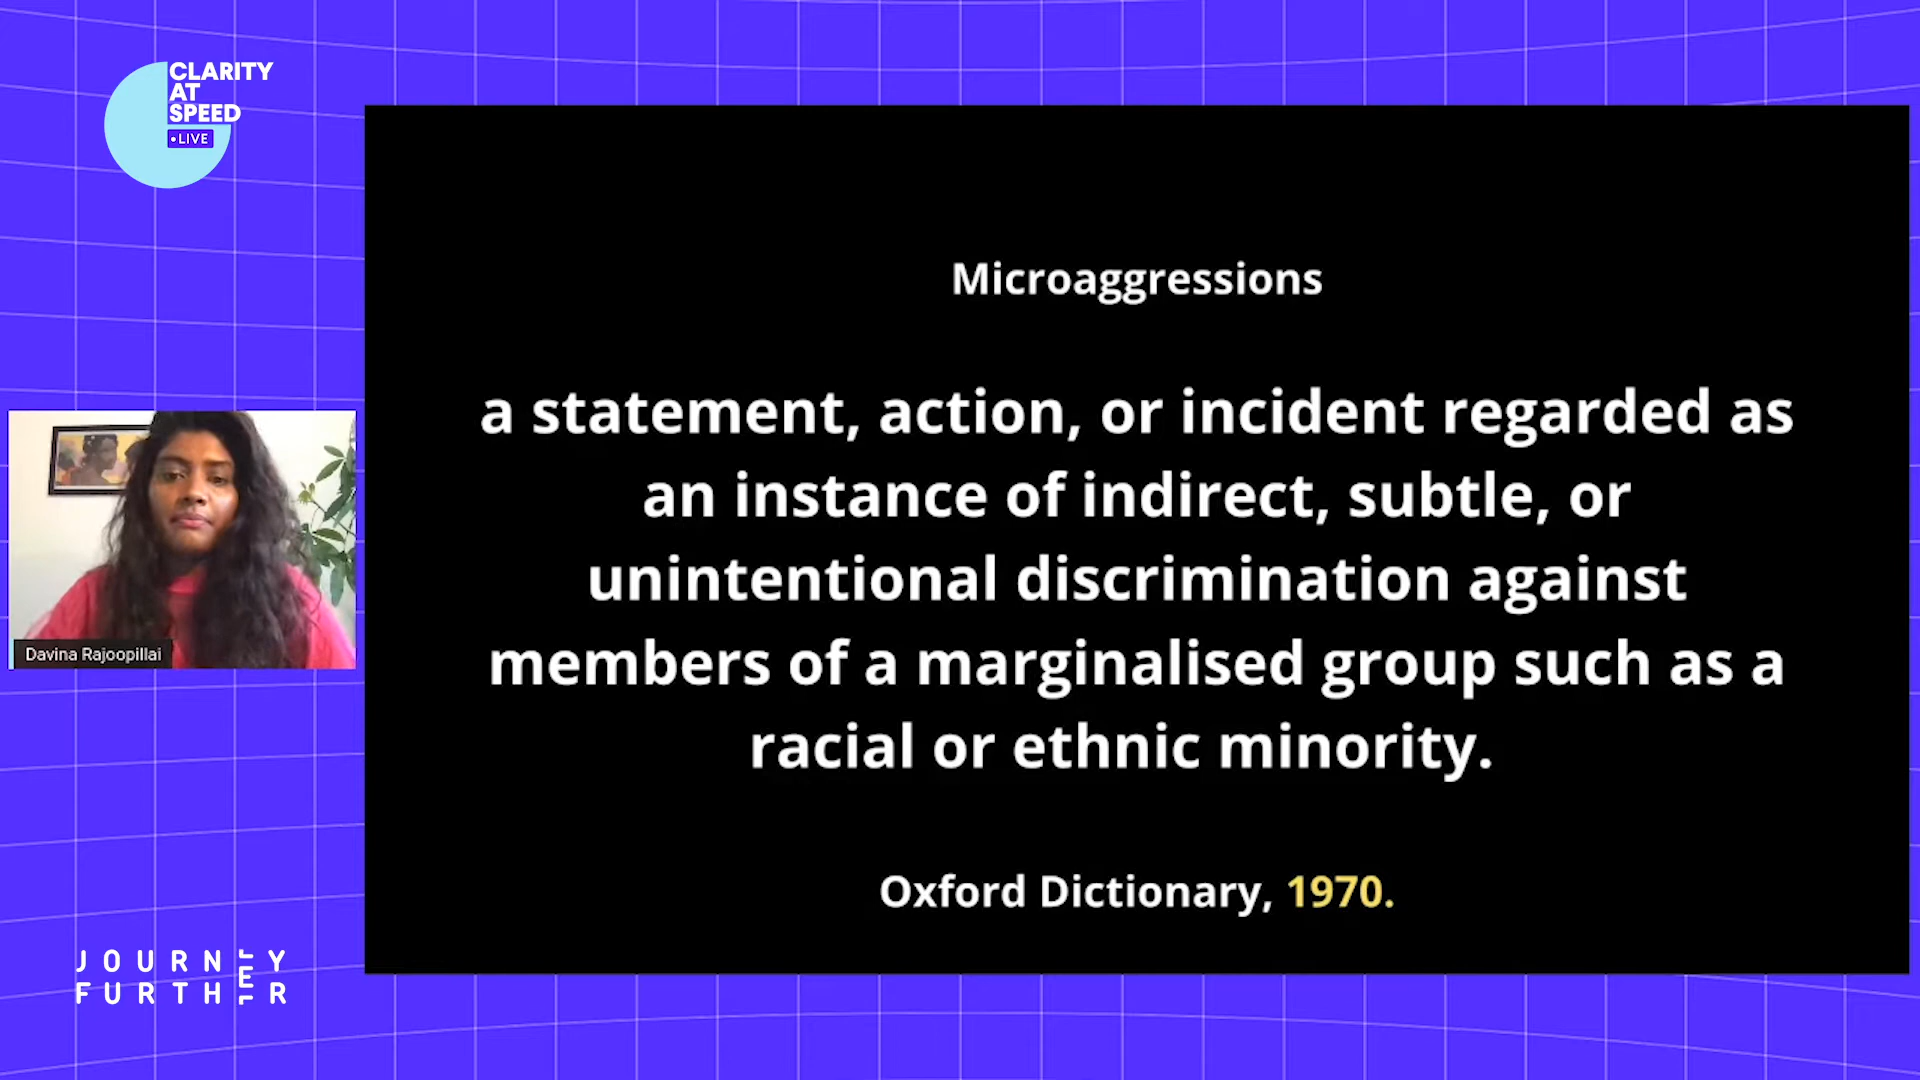 CLARITY
AT
SPEED
•LIVE
Microaggressions
a statement, action, or incident regarded as
an instance of indirect, subtle, or
unintentional discrimination against
members of a marginalised group such as a
racial or ethnic minority.
Oxford Dictionary, 1970.
Davina Rajoopillai
JOURNEY
FURTHER